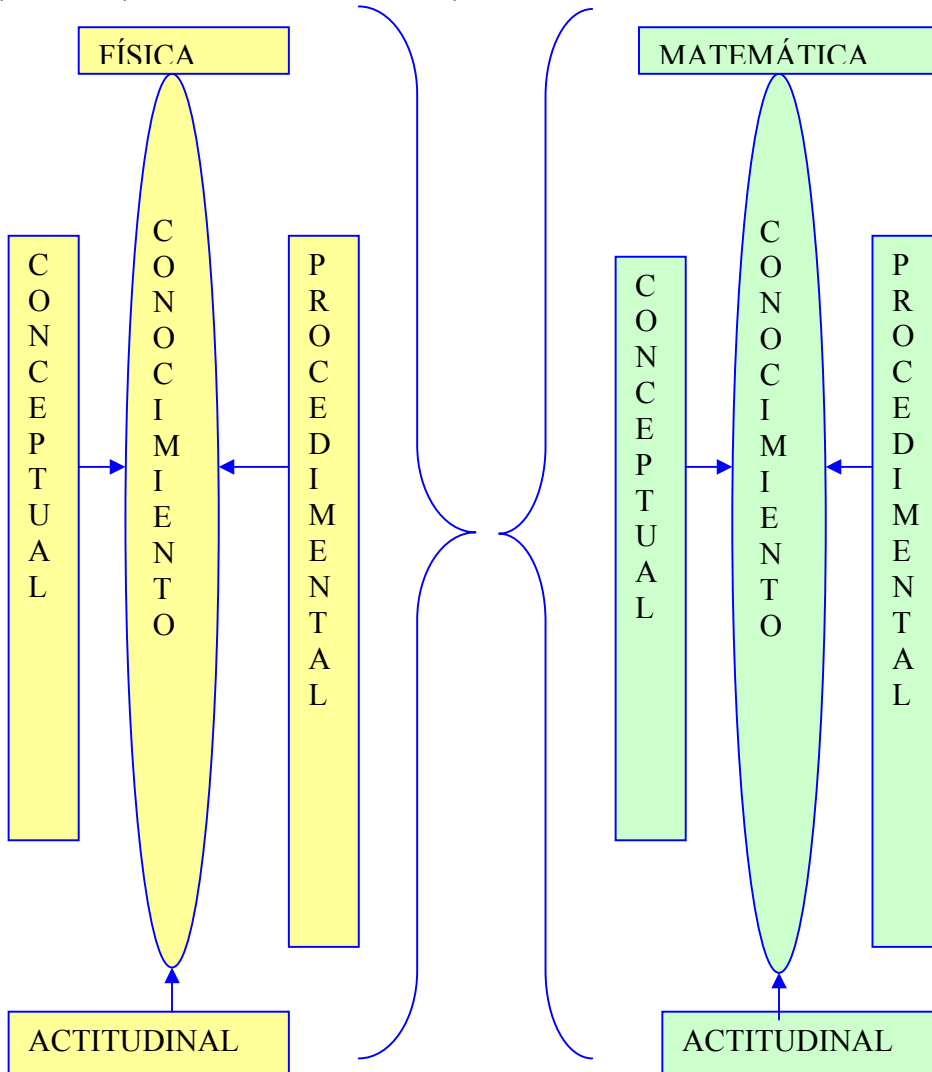 FÍSICA
MATEMÁTICA
CONCEPTUAL
CONOCIMIENTO
PROCEDIMENTAL
CONCEPTUAL
CONOCIMIENTO
PROCEDIMENTAL
ACTITUDINAL
ACTITUDINAL